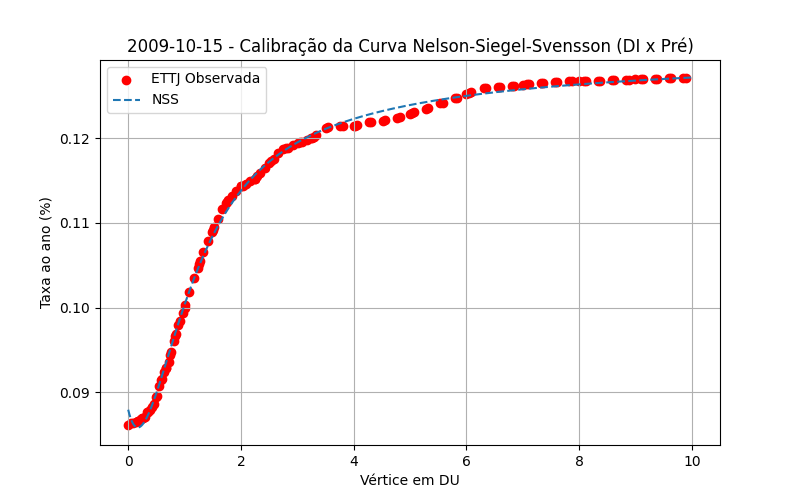 2009-10-15 - Calibração da Curva Nelson-Siegel-Svensson (DI x Pré)
ETTJ Observada
NSS
Taxa ao ano (%)
0.12
0.11
0.10
0.09
0 2 4 6 8 10
Vértice em DU